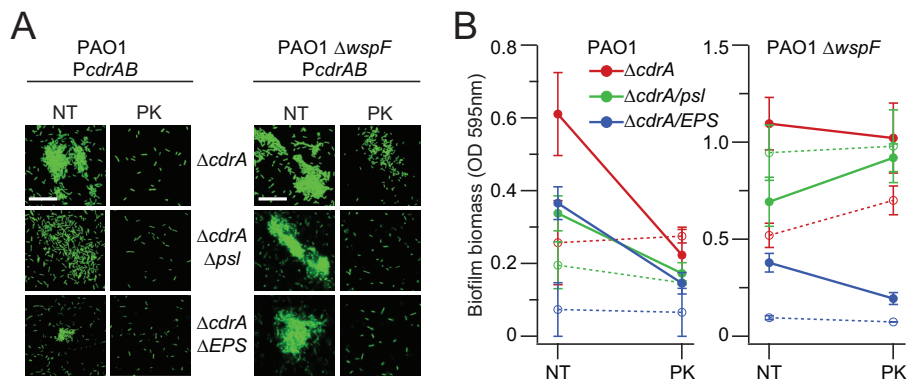 A
PAO1
PcdrAB
PAO1 ΔwspF
PcdrAB
NT
PK
NT
PK
ΔcdrA
ΔcdrA
Δpsl
ΔcdrA
ΔEPS
B
Biofilm biomass (OD 595nm)
0.8
0.6
0.4
0.2
0
PAO1
ΔcdrA
ΔcdrA/psl
ΔcdrA/EPS
NT
PK
1.5
1.0
0.5
0
PAO1 ΔwspF
NT
PK